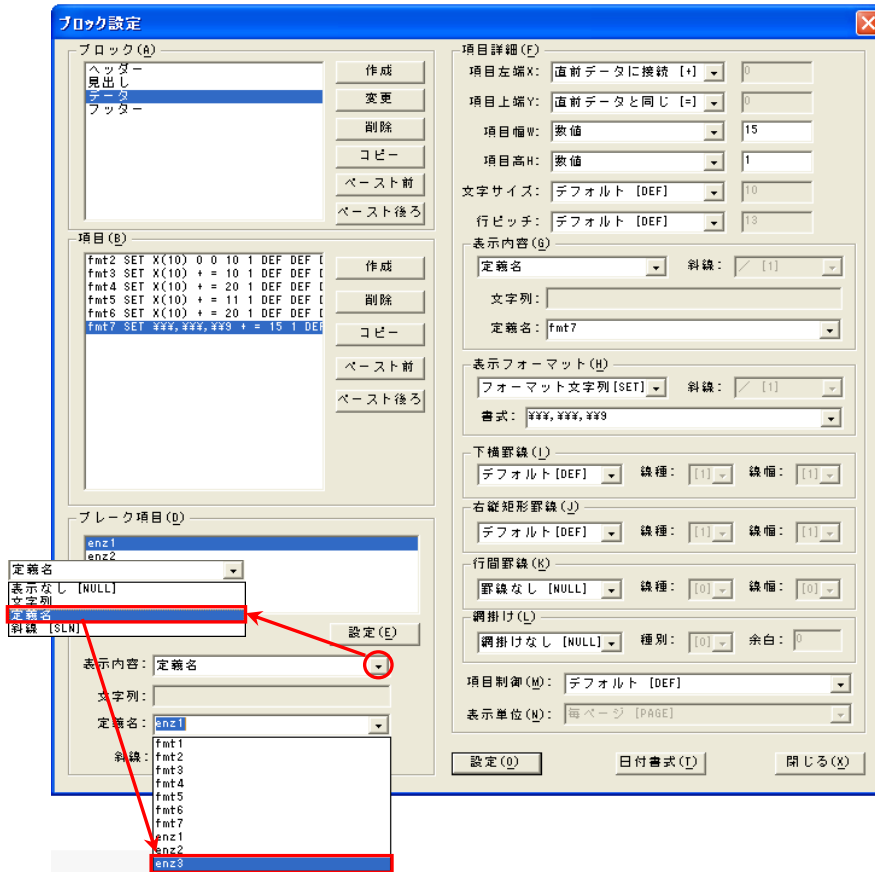 ブロック設定
ブロック(A)
ヘッダー
見出し
データ
フッター
作成
変更
削除
コピー
ペースト前
ペースト後ろ
項目(B)
fmt2 SET X(10) 0 0 10 1 DEF DEF
fmt3 SET X(10) + = 10 1 DEF DEF
fmt4 SET X(10) + = 20 1 DEF DEF
fmt5 SET X(10) + = 11 1 DEF DEF
fmt6 SET X(10) + = 20 1 DEF DEF
fmt7 SET ¥¥¥,¥¥¥,¥¥9 + = 15 1 DEF
作成
削除
コピー
ペースト前
ペースト後ろ
ブレーク項目(D)
enz1
enz2
定義名
表示なし [NULL]
文字列
定義名
斜線 [SLN]
設定(E)
表示内容: 定義名
文字列:
定義名: enz1
斜線:
fmt1
fmt2
fmt3
fmt4
fmt5
fmt6
fmt7
enz1
enz2
enz3
項目詳細(F)
項目左端X: 直前データに接続 [+] 0
項目上端Y: 直前データと同じ [=] 0
項目幅W: 数値 15
項目高H: 数値 1
文字サイズ: デフォルト [DEF] 10
行ピッチ: デフォルト [DEF] 13
表示内容(G)
定義名 斜線: ／ [1]
文字列:
定義名: fmt7
表示フォーマット(H)
フォーマット文字列[SET] 斜線: ／ [1]
書式: ¥¥¥,¥¥¥,¥¥9
下横罫線(I)
デフォルト[DEF] 線種: [1] 線幅: [1]
右縦矩形罫線(J)
デフォルト[DEF] 線種: [1] 線幅: [1]
行間罫線(K)
罫線なし [NULL] 線種: [0] 線幅: [0]
網掛け(L)
網掛けなし [NULL] 種別: [0] 余白: 0
項目制御(M): デフォルト [DEF]
表示単位(N): 毎ページ [PAGE]
設定(O) 日付書式(T) 閉じる(X)